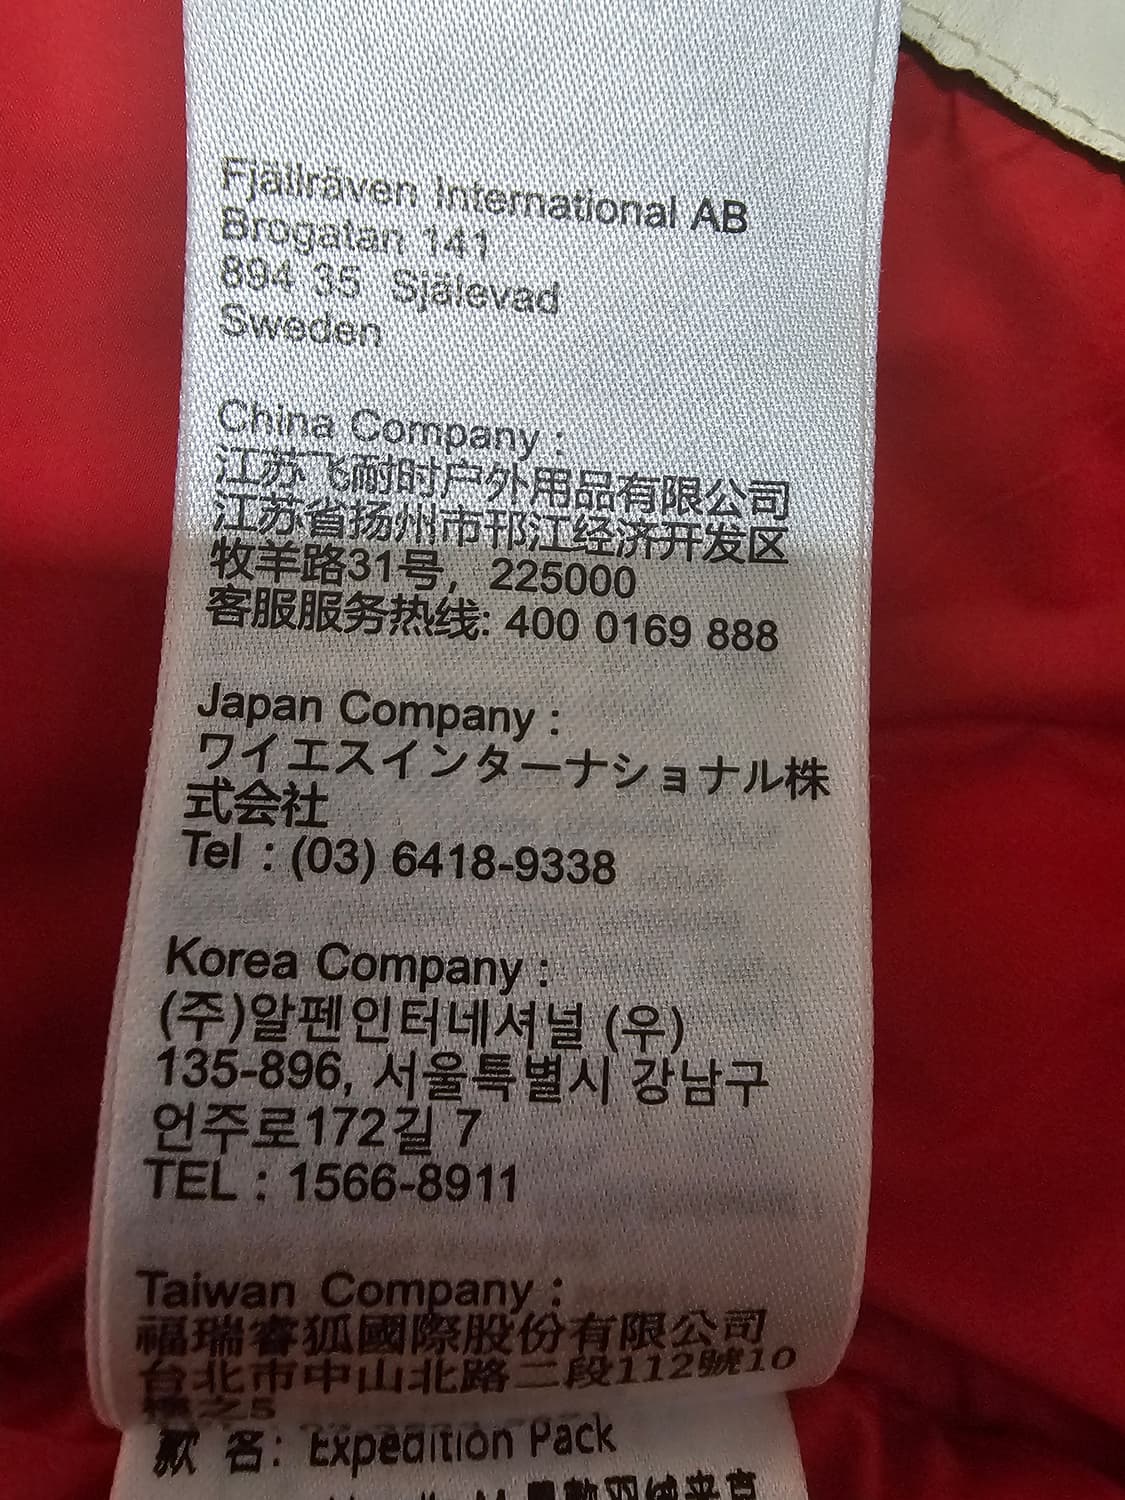 Fjällräven International AB
Brogatan 141
894 35 Själevad
Sweden
China Company :
江苏飞耐时户外用品有限公司
江苏省扬州市邗江经济开发区
牧羊路31号，225000
客服服务热线: 400 0169 888
Japan Company :
ワイエスインターナショナル株
式会社
Tel : (03) 6418-9338
Korea Company :
(주)알펜인터네셔널 (우)
135-896, 서울특별시 강남구
언주로172길 7
TEL : 1566-8911
Taiwan Company :
福瑞睿狐國際股份有限公司
台北市中山北路二段112號10
樓之5
款 名: Expedition Pack